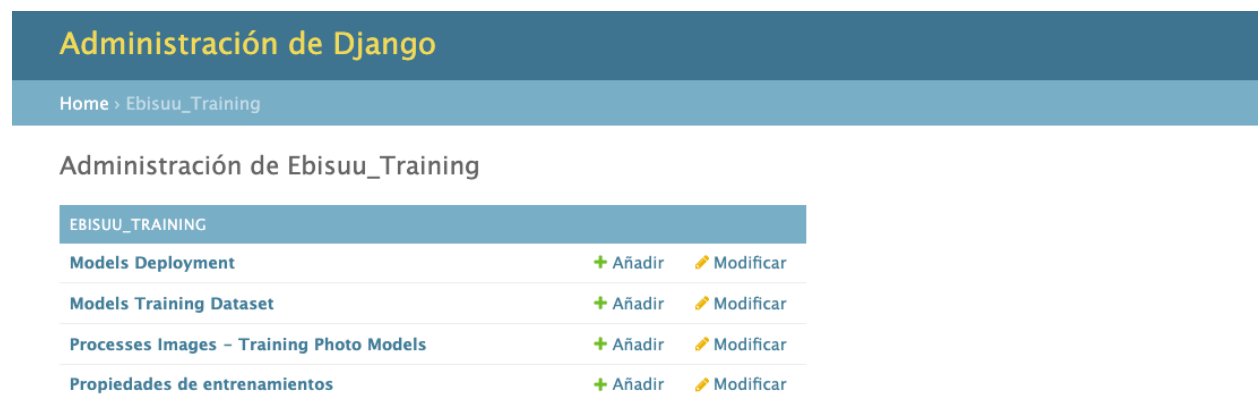 Administración de Django
Home › Ebisuu_Training
Administración de Ebisuu_Training
EBISUU_TRAINING
Models Deployment + Añadir Modificar
Models Training Dataset + Añadir Modificar
Processes Images – Training Photo Models + Añadir Modificar
Propiedades de entrenamientos + Añadir Modificar